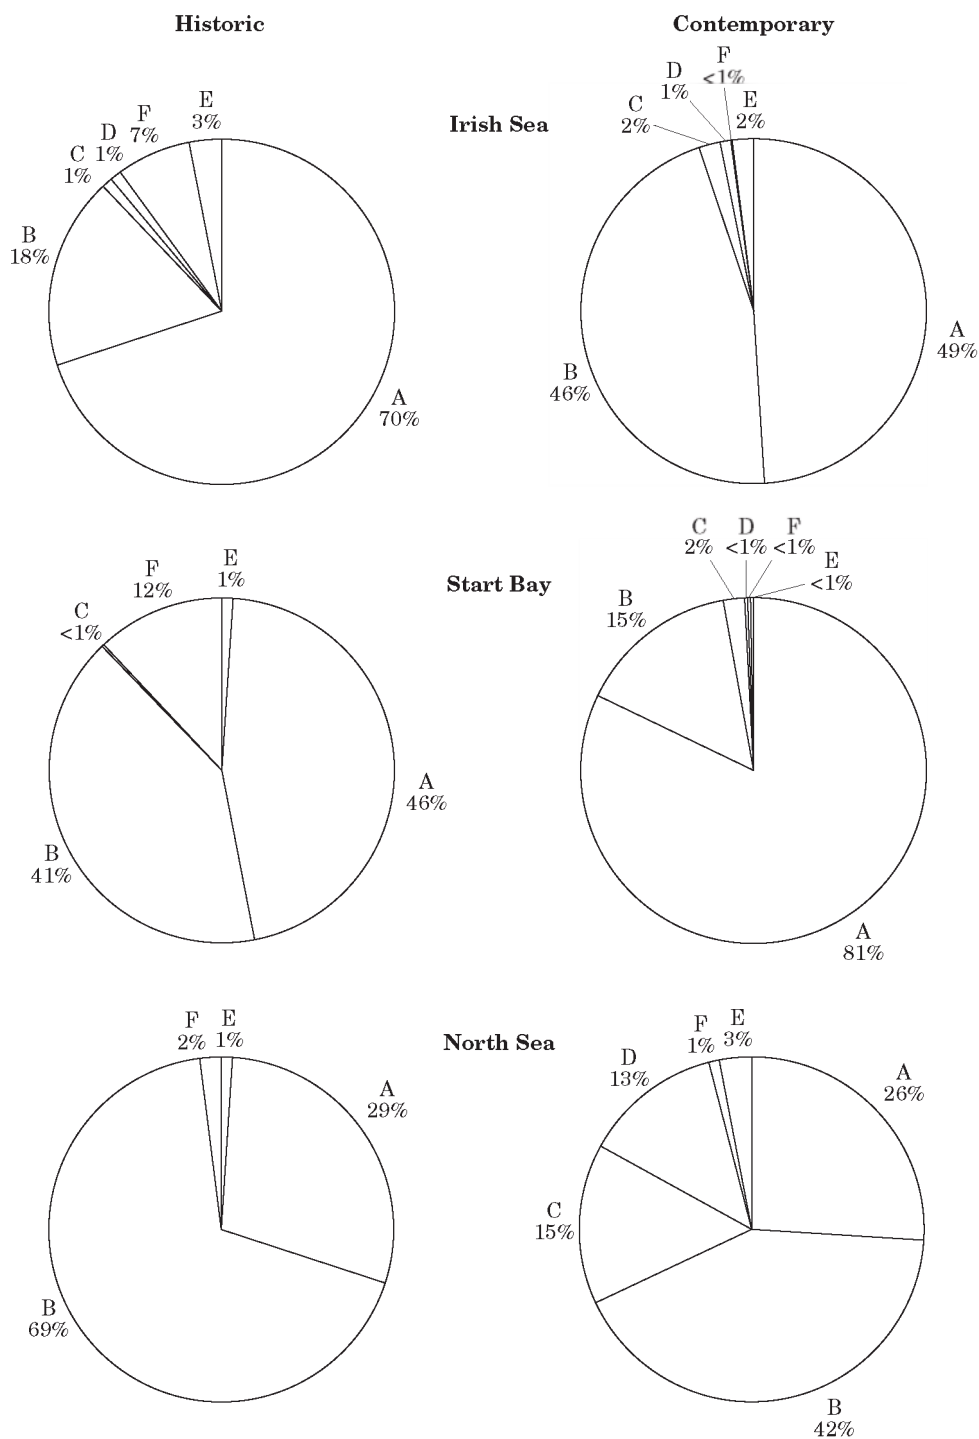 Historic
Contemporary
Irish Sea
C
1%
D
1%
F
7%
E
3%
B
18%
A
70%
C
2%
D
1%
F
<1%
E
2%
A
49%
B
46%
Start Bay
C
<1%
F
12%
E
1%
A
46%
B
41%
B
15%
C
2%
D
<1%
F
<1%
E
<1%
A
81%
North Sea
F
2%
E
1%
A
29%
B
69%
D
13%
F
1%
E
3%
A
26%
C
15%
B
42%